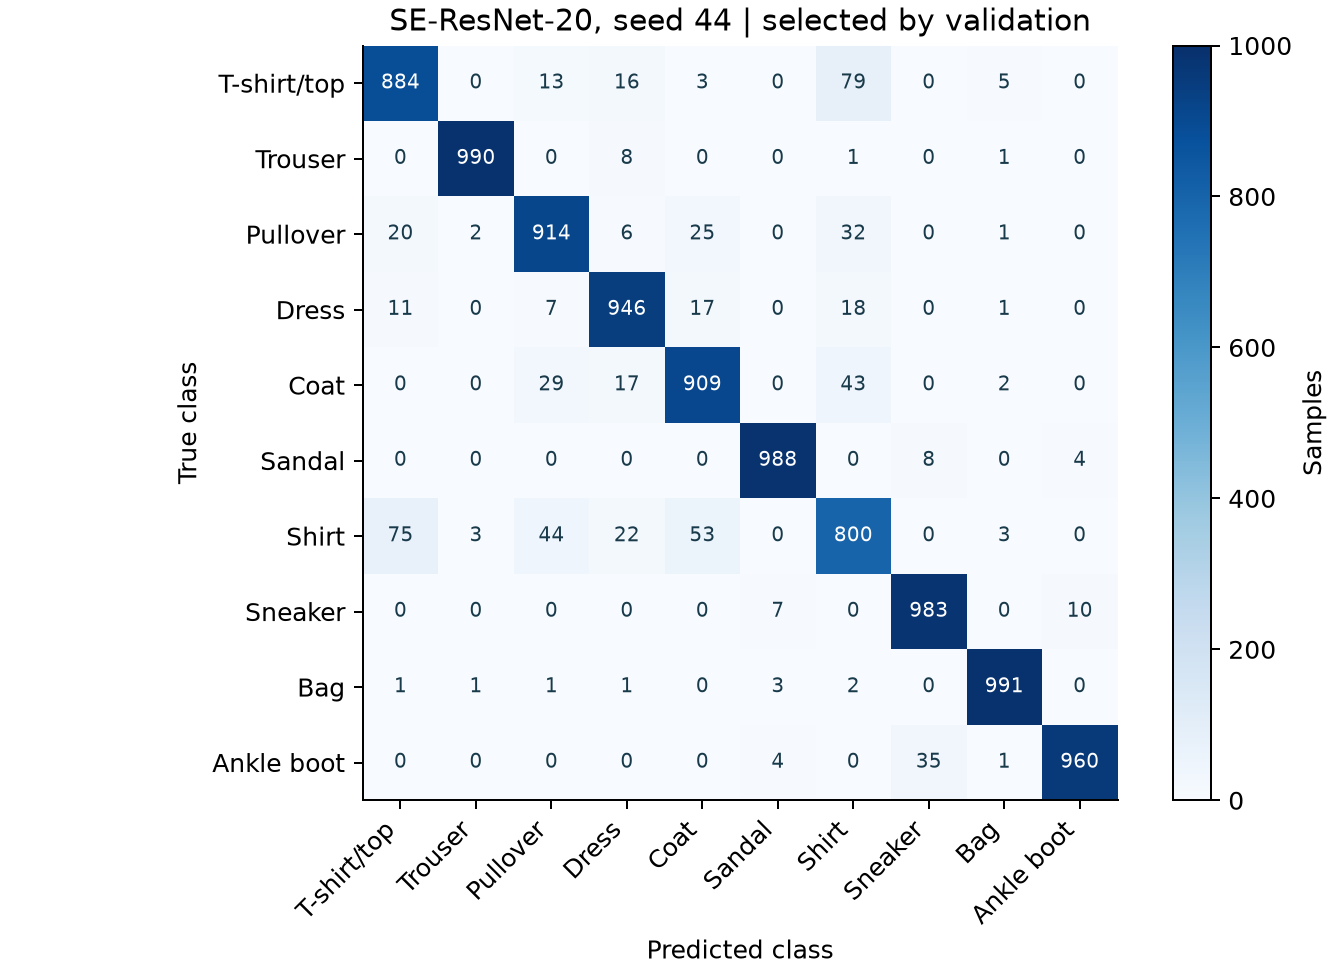 SE-ResNet-20, seed 44 | selected by validation
T-shirt/top 884 0 13 16 3 0 79 0 5 0
Trouser 0 990 0 8 0 0 1 0 1 0
Pullover 20 2 914 6 25 0 32 0 1 0
Dress 11 0 7 946 17 0 18 0 1 0
Coat 0 0 29 17 909 0 43 0 2 0
Sandal 0 0 0 0 0 988 0 8 0 4
Shirt 75 3 44 22 53 0 800 0 3 0
Sneaker 0 0 0 0 0 7 0 983 0 10
Bag 1 1 1 1 0 3 2 0 991 0
Ankle boot 0 0 0 0 0 4 0 35 1 960
True class
T-shirt/top Trouser Pullover Dress Coat Sandal Shirt Sneaker Bag Ankle boot
Predicted class
1000
800
600
400
200
0
Samples